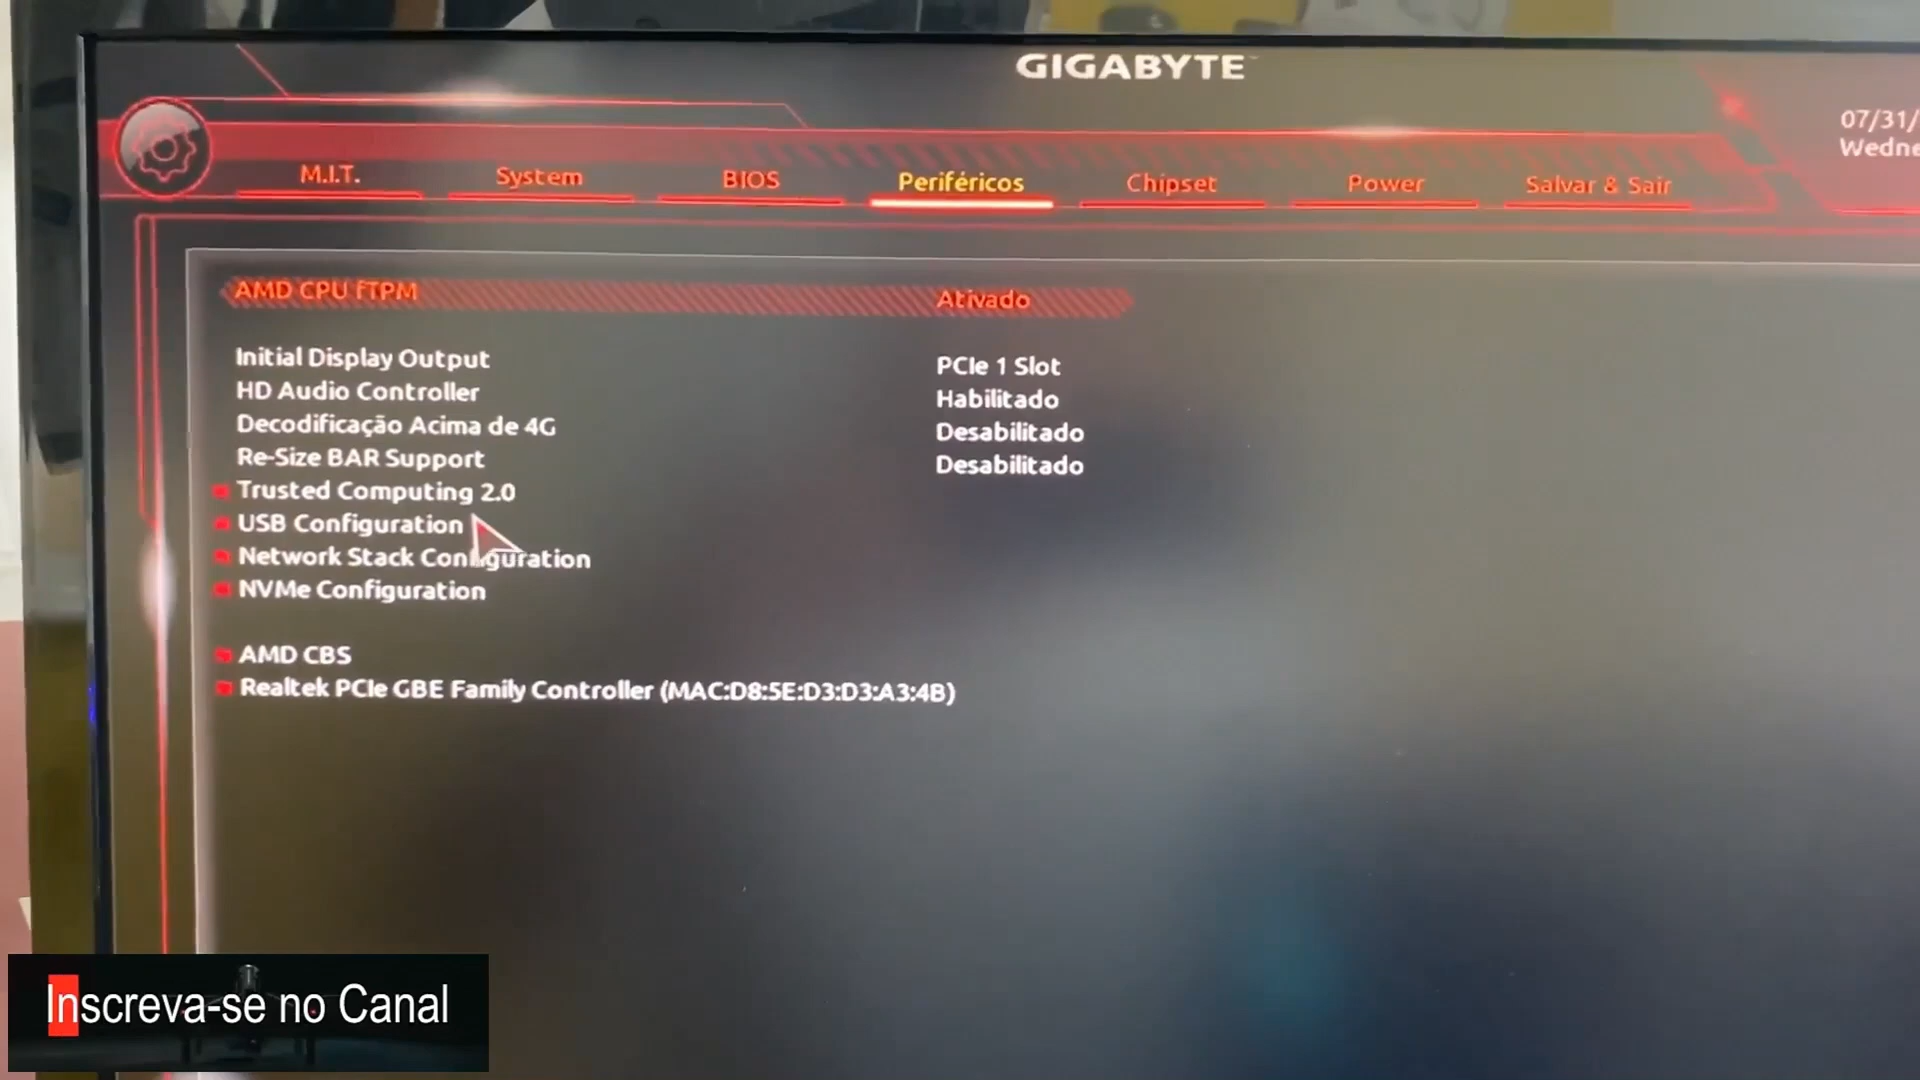 GIGABYTE
07/31/
Wedne
M.I.T. System BIOS Periféricos Chipset Power Salvar & Sair
AMD CPU fTPM Ativado
Initial Display Output PCIe 1 Slot
HD Audio Controller Habilitado
Decodificação Acima de 4G Desabilitado
Re-Size BAR Support Desabilitado
Trusted Computing 2.0
USB Configuration
Network Stack Configuration
NVMe Configuration
AMD CBS
Realtek PCIe GBE Family Controller (MAC:D8:5E:D3:D3:A3:4B)
Inscreva-se no Canal